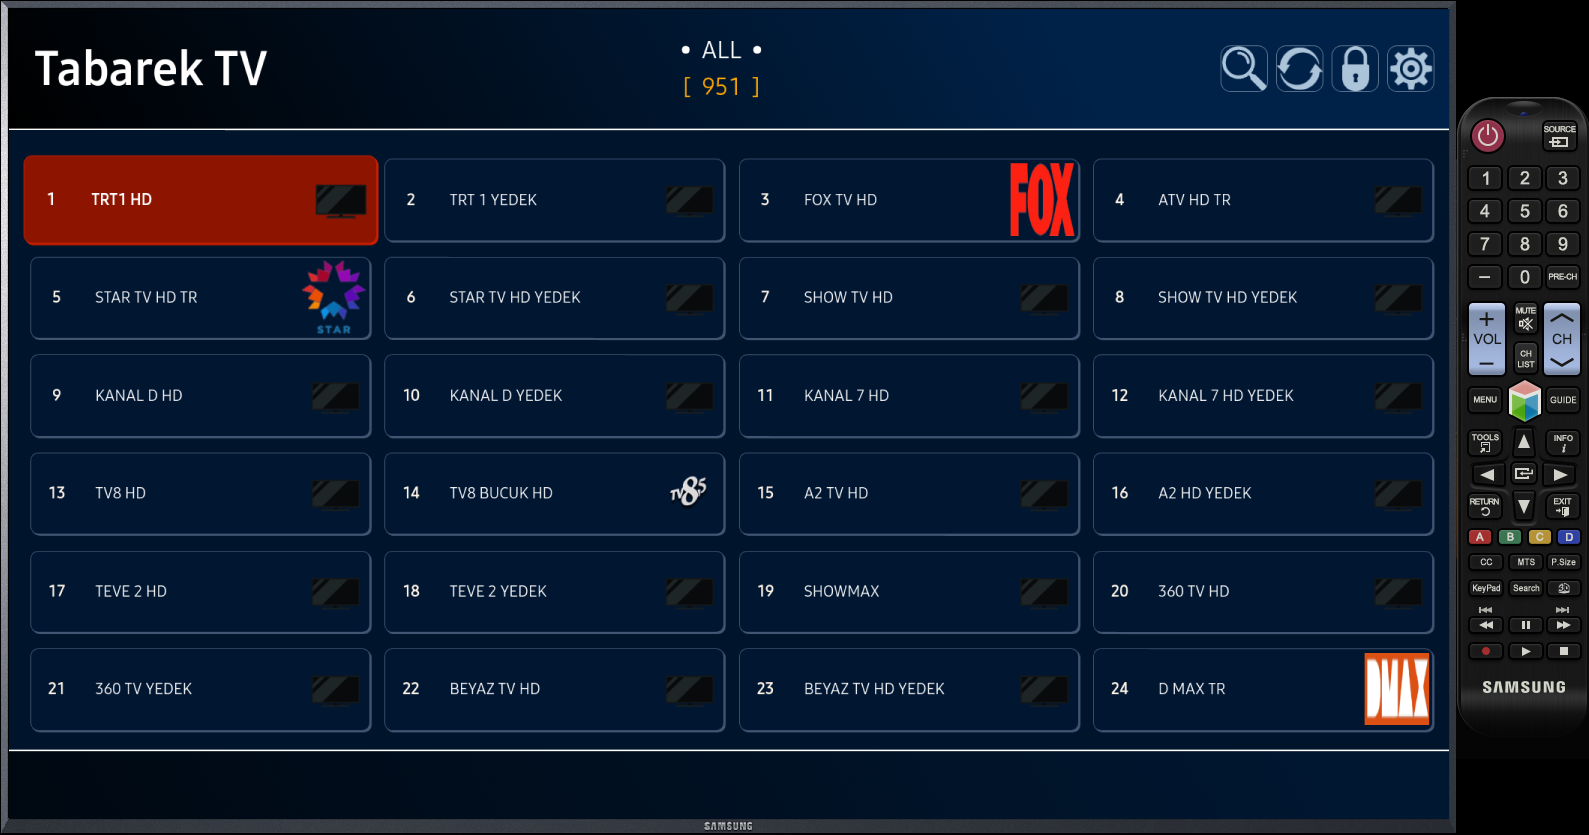 Tabarek TV
• ALL •
[ 951 ]
1 TRT1 HD
2 TRT 1 YEDEK
3 FOX TV HD FOX
4 ATV HD TR
5 STAR TV HD TR STAR
6 STAR TV HD YEDEK
7 SHOW TV HD
8 SHOW TV HD YEDEK
9 KANAL D HD
10 KANAL D YEDEK
11 KANAL 7 HD
12 KANAL 7 HD YEDEK
13 TV8 HD
14 TV8 BUCUK HD TV8,5
15 A2 TV HD
16 A2 HD YEDEK
17 TEVE 2 HD
18 TEVE 2 YEDEK
19 SHOWMAX
20 360 TV HD
21 360 TV YEDEK
22 BEYAZ TV HD
23 BEYAZ TV HD YEDEK
24 D MAX TR DMAX
SAMSUNG
SOURCE
1 2 3
4 5 6
7 8 9
– 0 PRE-CH
+ MUTE
VOL CH
– CH LIST
MENU GUIDE
TOOLS INFO
i
RETURN EXIT
A B C D
CC MTS P.Size
KeyPad Search 3D
SAMSUNG